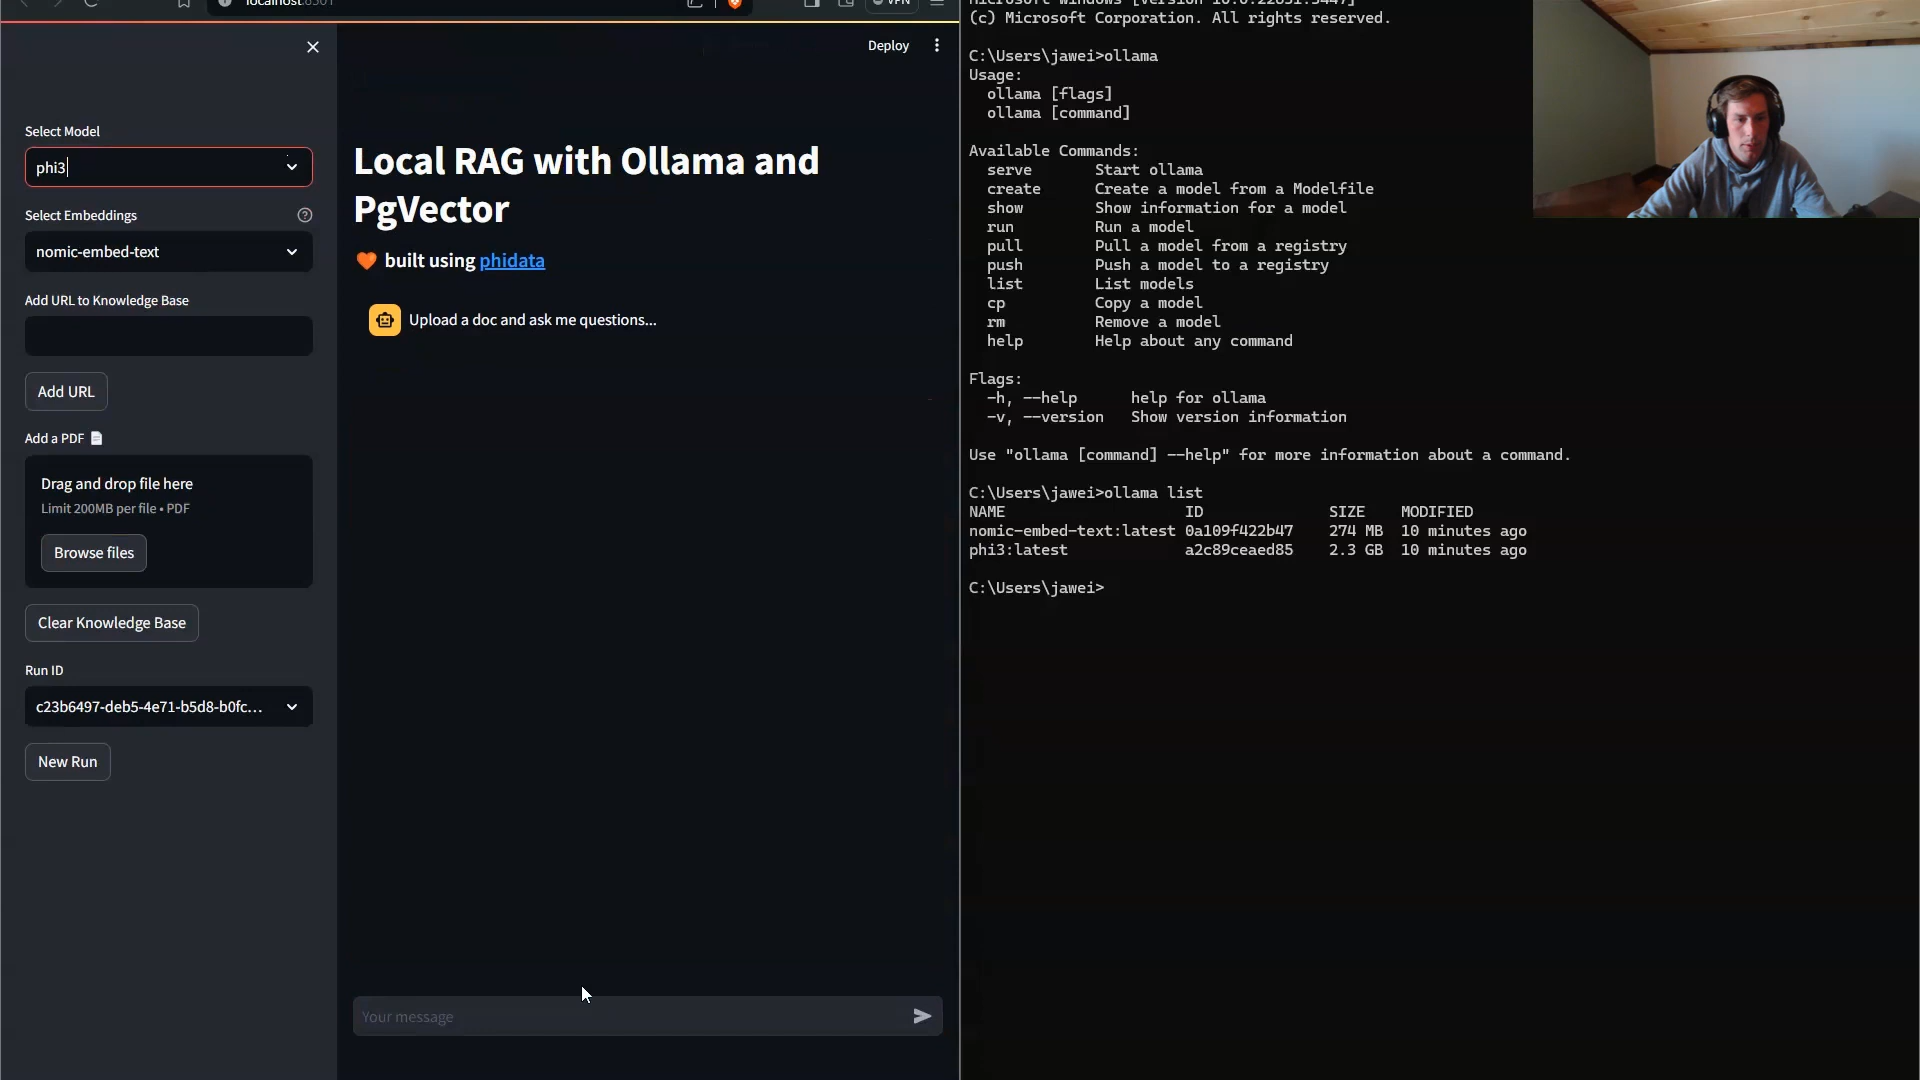 localhost:8501
VPN
Deploy
Select Model
phi3
Select Embeddings
nomic-embed-text
Add URL to Knowledge Base
Add URL
Add a PDF
Drag and drop file here
Limit 200MB per file • PDF
Browse files
Clear Knowledge Base
Run ID
c23b6497-deb5-4e71-b5d8-b0fc...
New Run
Local RAG with Ollama and
PgVector
built using phidata
Upload a doc and ask me questions...
Your message
(c) Microsoft Corporation. All rights reserved.
C:\Users\jawei>ollama
Usage:
ollama [flags]
ollama [command]
Available Commands:
serve Start ollama
create Create a model from a Modelfile
show Show information for a model
run Run a model
pull Pull a model from a registry
push Push a model to a registry
list List models
cp Copy a model
rm Remove a model
help Help about any command
Flags:
-h, --help help for ollama
-v, --version Show version information
Use "ollama [command] --help" for more information about a command.
C:\Users\jawei>ollama list
NAME ID SIZE MODIFIED
nomic-embed-text:latest 0a109f422b47 274 MB 10 minutes ago
phi3:latest a2c89ceaed85 2.3 GB 10 minutes ago
C:\Users\jawei>